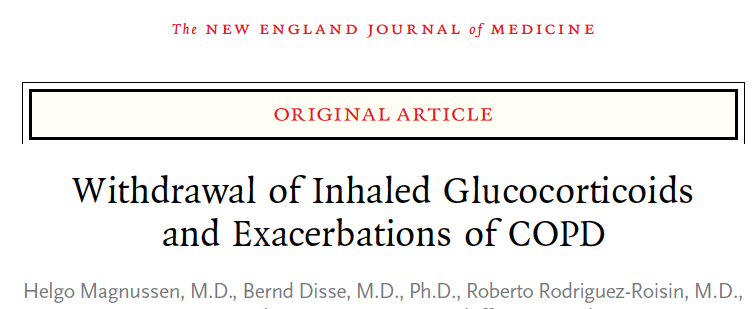 The NEW ENGLAND JOURNAL of MEDICINE
ORIGINAL ARTICLE
Withdrawal of Inhaled Glucocorticoids
and Exacerbations of COPD
Helgo Magnussen, M.D., Bernd Disse, M.D., Ph.D., Roberto Rodriguez-Roisin, M.D.,